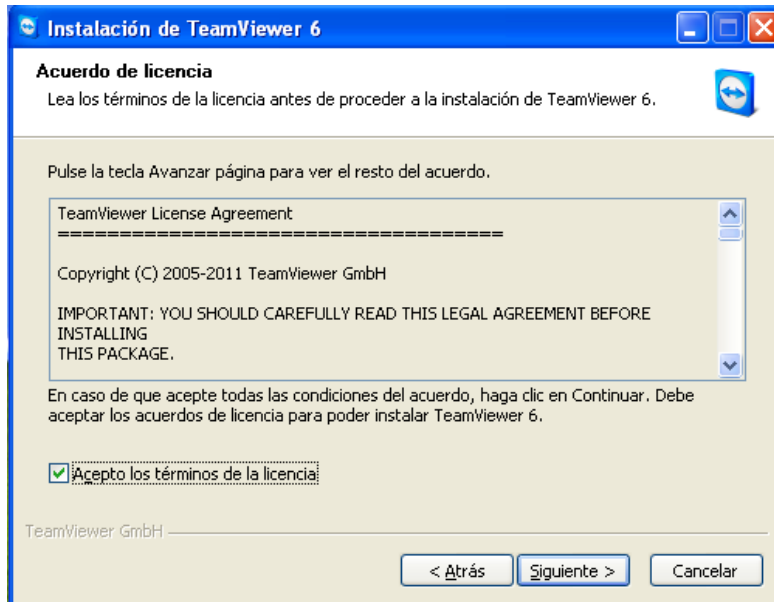 Instalación de TeamViewer 6
Acuerdo de licencia
Lea los términos de la licencia antes de proceder a la instalación de TeamViewer 6.
Pulse la tecla Avanzar página para ver el resto del acuerdo.
TeamViewer License Agreement
====================================
Copyright (C) 2005-2011 TeamViewer GmbH
IMPORTANT: YOU SHOULD CAREFULLY READ THIS LEGAL AGREEMENT BEFORE
INSTALLING
THIS PACKAGE.
En caso de que acepte todas las condiciones del acuerdo, haga clic en Continuar. Debe
aceptar los acuerdos de licencia para poder instalar TeamViewer 6.
Acepto los términos de la licencia
TeamViewer GmbH
< Atrás Siguiente > Cancelar